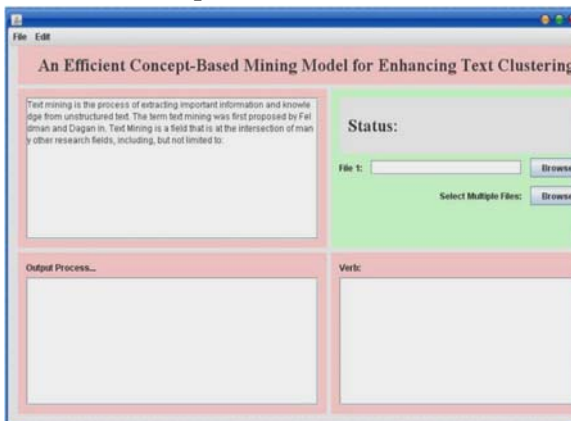 File Edit
An Efficient Concept-Based Mining Model for Enhancing Text Clustering
Text mining is the process of extracting important information and knowle
dge from unstructured text. The term text mining was first proposed by Fel
dman and Dagan in. Text Mining is a field that is at the intersection of man
y other research fields, including, but not limited to:
Status:
File 1:
Browse
Select Multiple Files:
Browse
Output Process...
Verb: